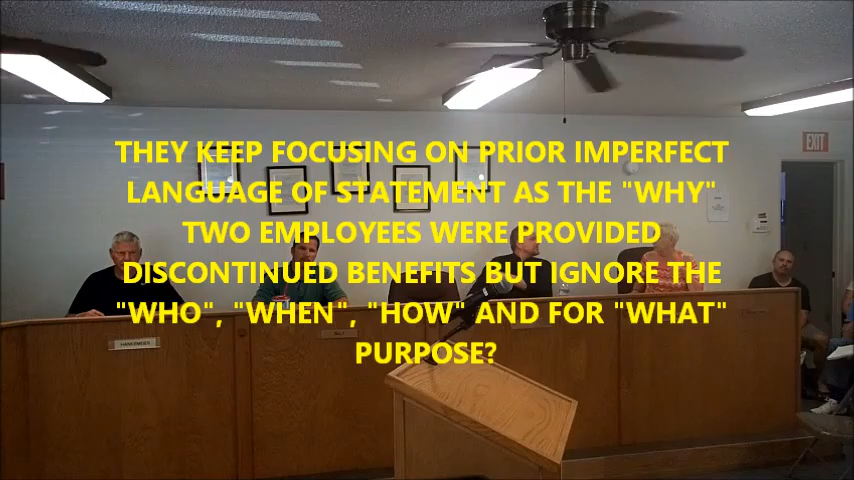 THEY KEEP FOCUSING ON PRIOR IMPERFECT
LANGUAGE OF STATEMENT AS THE "WHY"
TWO EMPLOYEES WERE PROVIDED
DISCONTINUED BENEFITS BUT IGNORE THE
"WHO", "WHEN", "HOW" AND FOR "WHAT"
PURPOSE?
EXIT